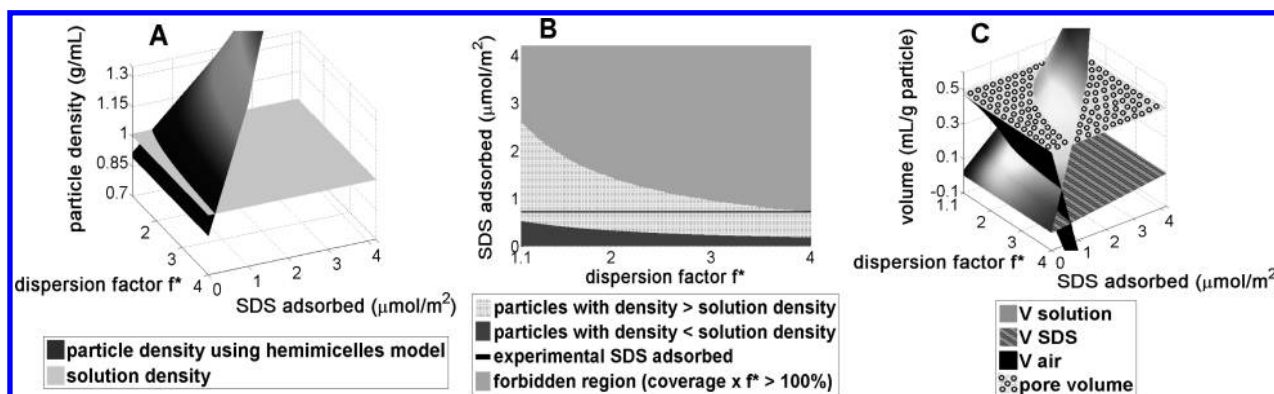 A
particle density (g/mL)
1.3
1.15
1
0.85
0.7
2
3
4
dispersion factor f*
0
1
2
3
4
SDS adsorbed (μmol/m²)
particle density using hemimicelles model
solution density
B
SDS adsorbed (μmol/m²)
4
3
2
1
0
1.1
2
3
4
dispersion factor f*
particles with density > solution density
particles with density < solution density
experimental SDS adsorbed
forbidden region (coverage x f* > 100%)
C
volume (mL/g particle)
0.5
0.3
0.1
-0.1
1.1
2
3
4
dispersion factor f*
0
1
2
3
4
SDS adsorbed (μmol/m²)
V solution
V SDS
V air
pore volume